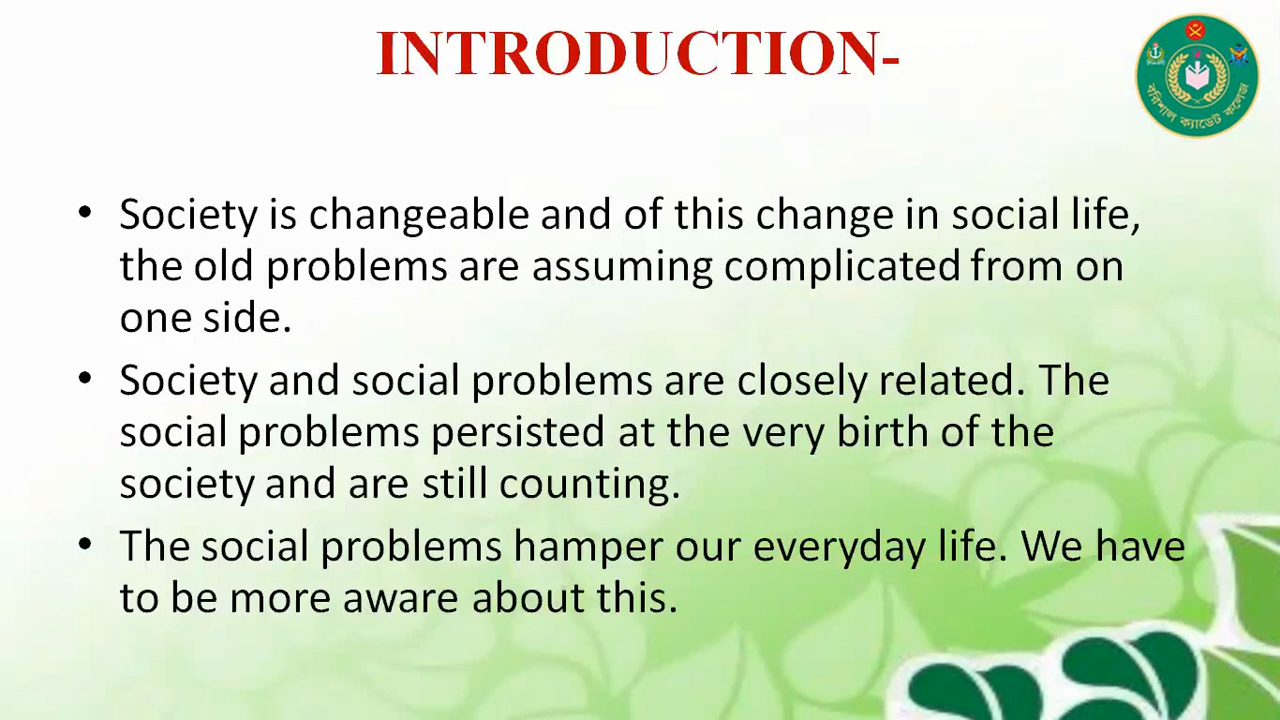 INTRODUCTION-
বরিশাল ক্যাডেট কলেজ
• Society is changeable and of this change in social life,
the old problems are assuming complicated from on
one side.
• Society and social problems are closely related. The
social problems persisted at the very birth of the
society and are still counting.
• The social problems hamper our everyday life. We have
to be more aware about this.